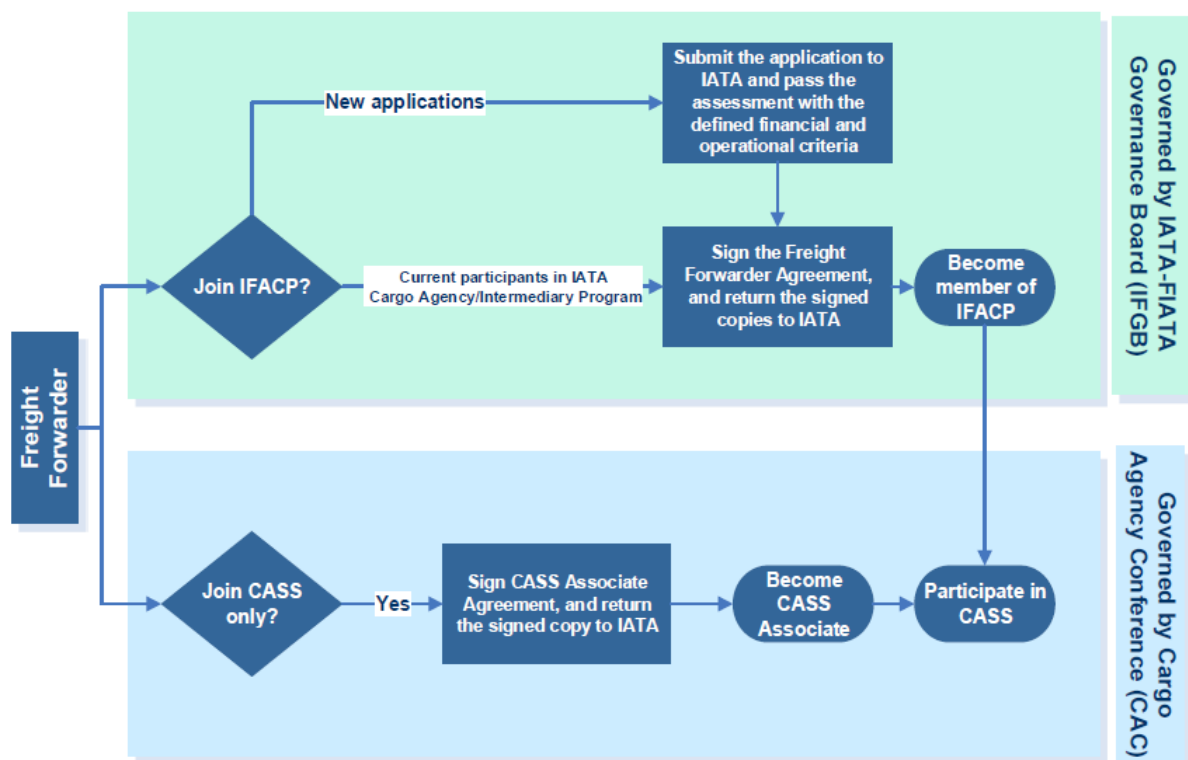 Freight
Forwarder
Join IFACP?
New applications
Submit the application to
IATA and pass the
assessment with the
defined financial and
operational criteria
Current participants in IATA
Cargo Agency/Intermediary Program
Sign the Freight
Forwarder Agreement,
and return the signed
copies to IATA
Become
member of
IFACP
Governed by IATA-FIATA
Governance Board (IFGB)
Join CASS
only?
Yes
Sign CASS Associate
Agreement, and return
the signed copy to IATA
Become
CASS
Associate
Participate in
CASS
Governed by Cargo
Agency Conference (CAC)